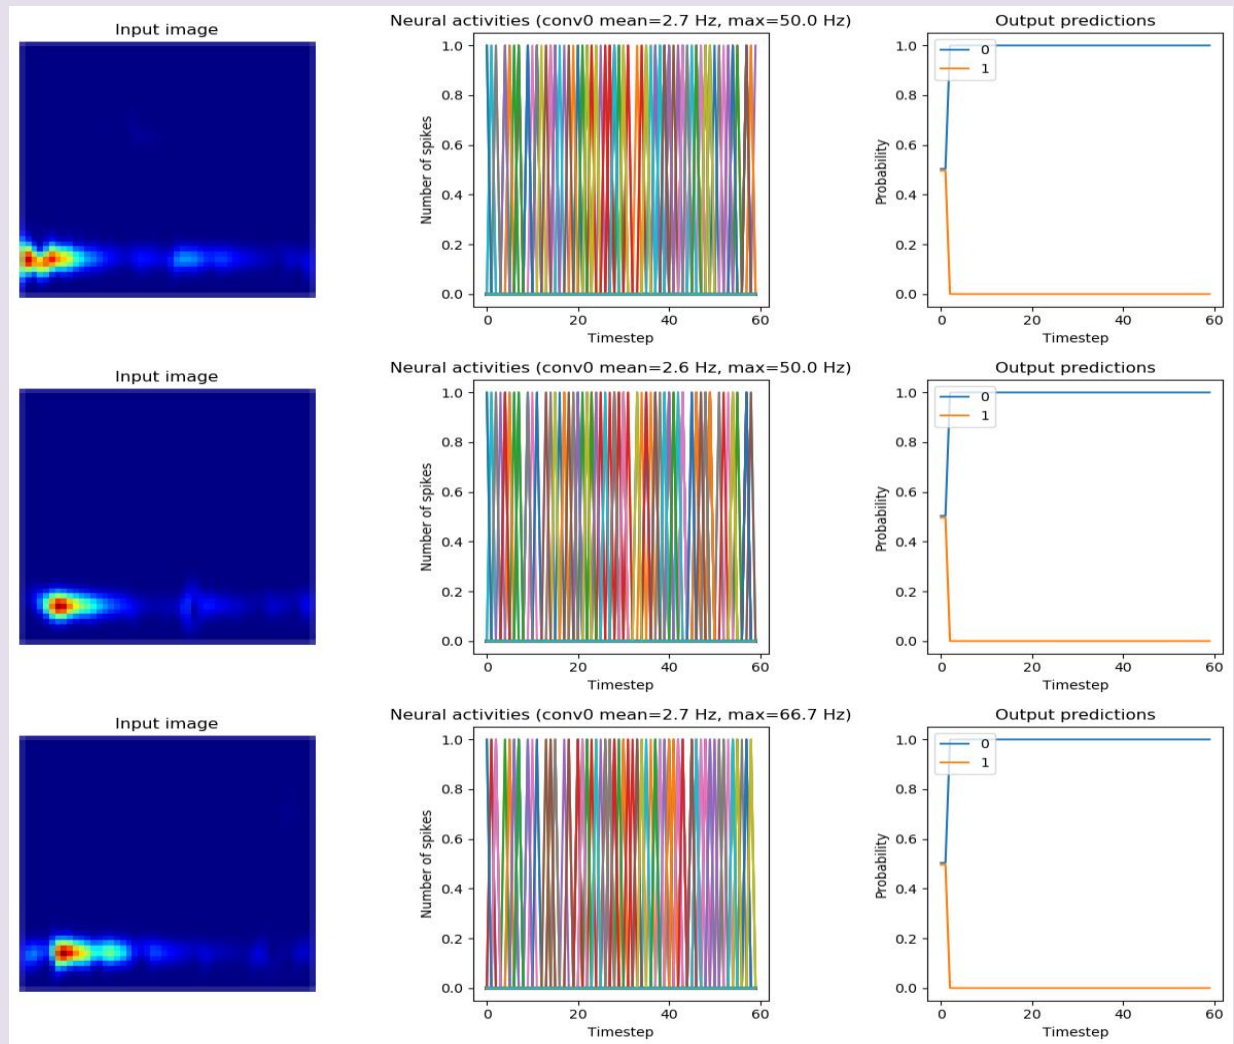 Input image
Neural activities (conv0 mean=2.7 Hz, max=50.0 Hz)
Output predictions
Number of spikes
1.0
0.8
0.6
0.4
0.2
0.0
0 20 40 60
Timestep
Probability
1.0
0.8
0.6
0.4
0.2
0.0
0
1
0 20 40 60
Timestep
Input image
Neural activities (conv0 mean=2.6 Hz, max=50.0 Hz)
Output predictions
Number of spikes
1.0
0.8
0.6
0.4
0.2
0.0
0 20 40 60
Timestep
Probability
1.0
0.8
0.6
0.4
0.2
0.0
0
1
0 20 40 60
Timestep
Input image
Neural activities (conv0 mean=2.7 Hz, max=66.7 Hz)
Output predictions
Number of spikes
1.0
0.8
0.6
0.4
0.2
0.0
0 20 40 60
Timestep
Probability
1.0
0.8
0.6
0.4
0.2
0.0
0
1
0 20 40 60
Timestep